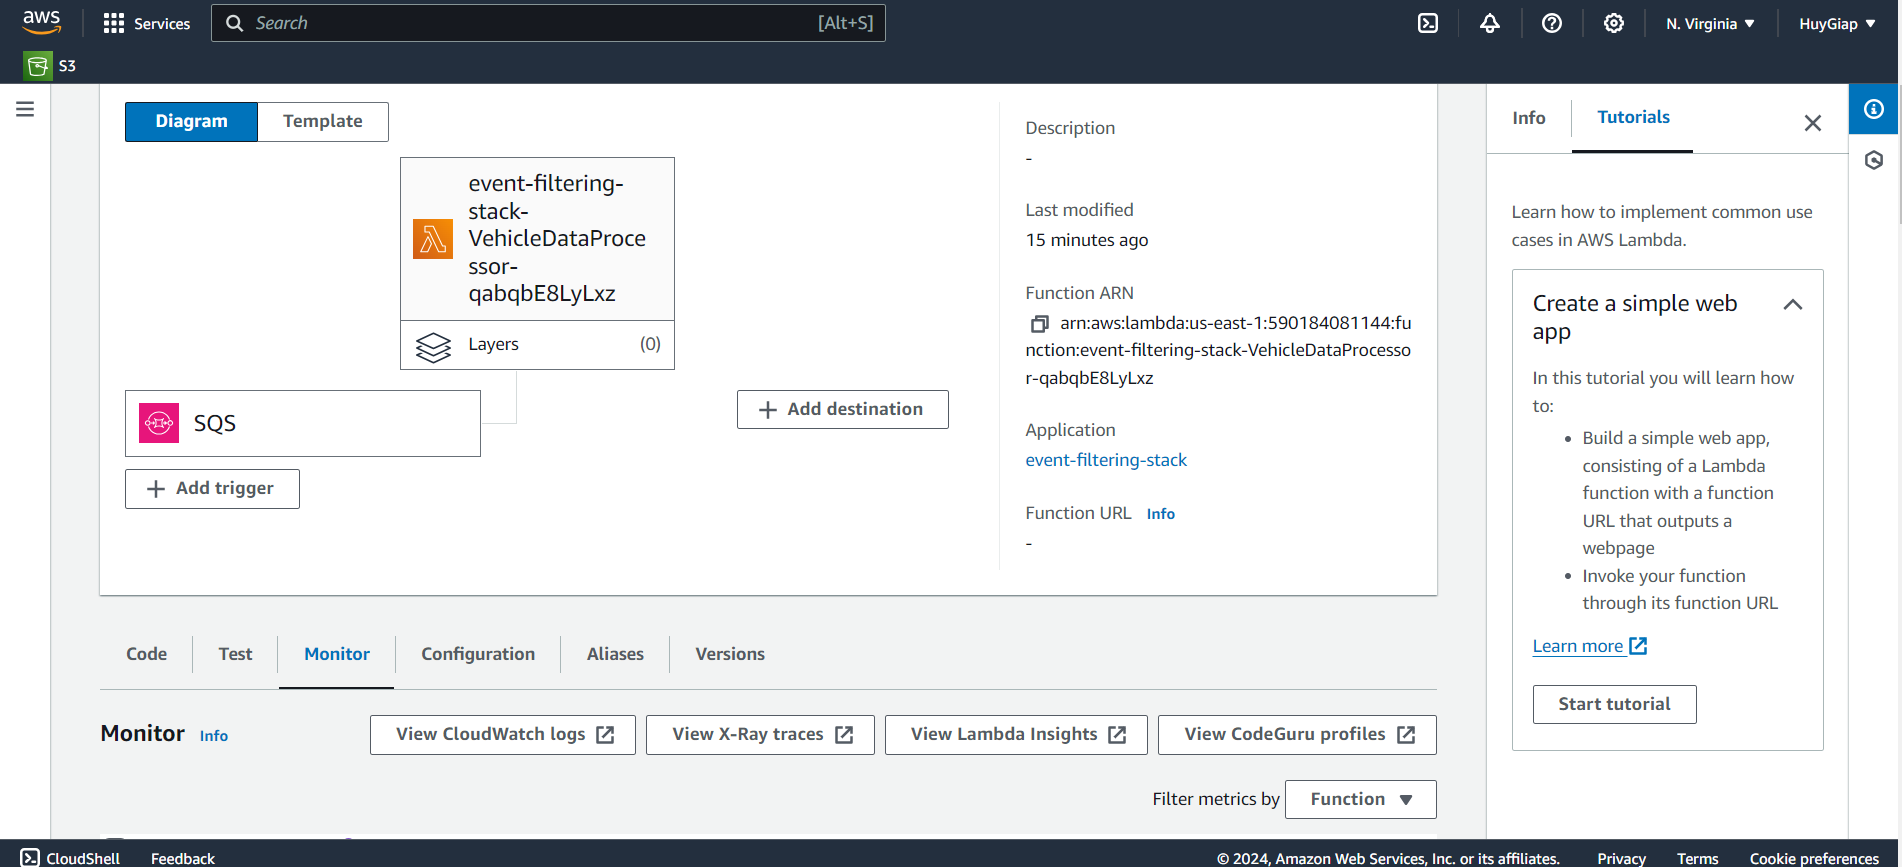 aws
Services
Search
[Alt+S]
N. Virginia
HuyGiap
S3
Diagram
Template
event-filtering-
stack-
VehicleDataProce
ssor-
qabqbE8LyLxz
Layers
(0)
SQS
Add trigger
Add destination
Description
-
Last modified
15 minutes ago
Function ARN
arn:aws:lambda:us-east-1:590184081144:fu
nction:event-filtering-stack-VehicleDataProcesso
r-qabqbE8LyLxz
Application
event-filtering-stack
Function URL Info
-
Code
Test
Monitor
Configuration
Aliases
Versions
Monitor Info
View CloudWatch logs
View X-Ray traces
View Lambda Insights
View CodeGuru profiles
Filter metrics by
Function
Info
Tutorials
Learn how to implement common use
cases in AWS Lambda.
Create a simple web
app
In this tutorial you will learn how
to:
• Build a simple web app,
consisting of a Lambda
function with a function
URL that outputs a
webpage
• Invoke your function
through its function URL
Learn more
Start tutorial
CloudShell
Feedback
© 2024, Amazon Web Services, Inc. or its affiliates.
Privacy
Terms
Cookie preferences